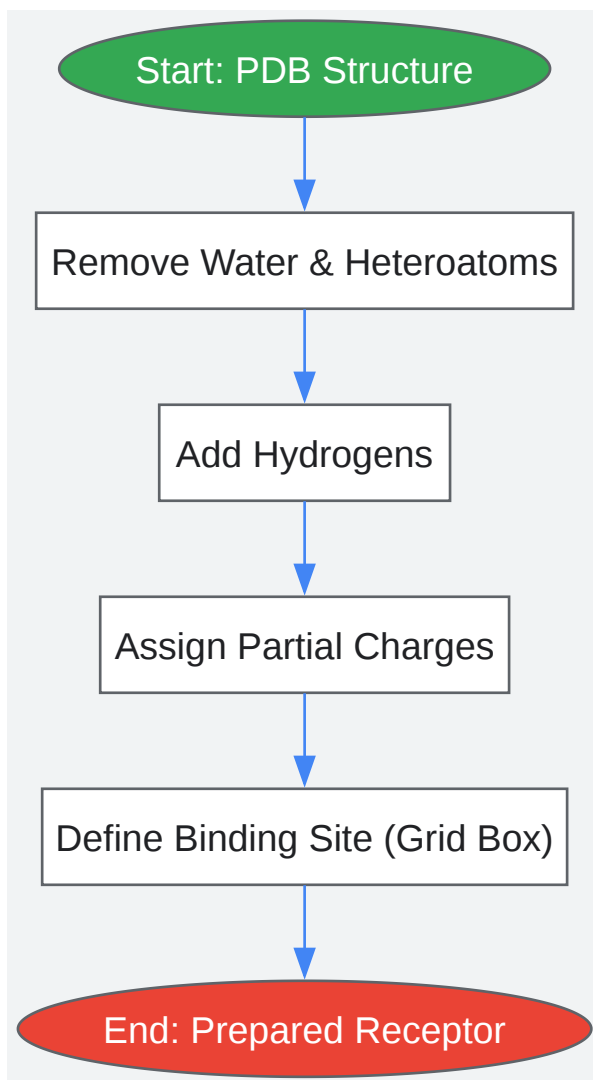 Start: PDB Structure
Remove Water & Heteroatoms
Add Hydrogens
Assign Partial Charges
Define Binding Site (Grid Box)
End: Prepared Receptor